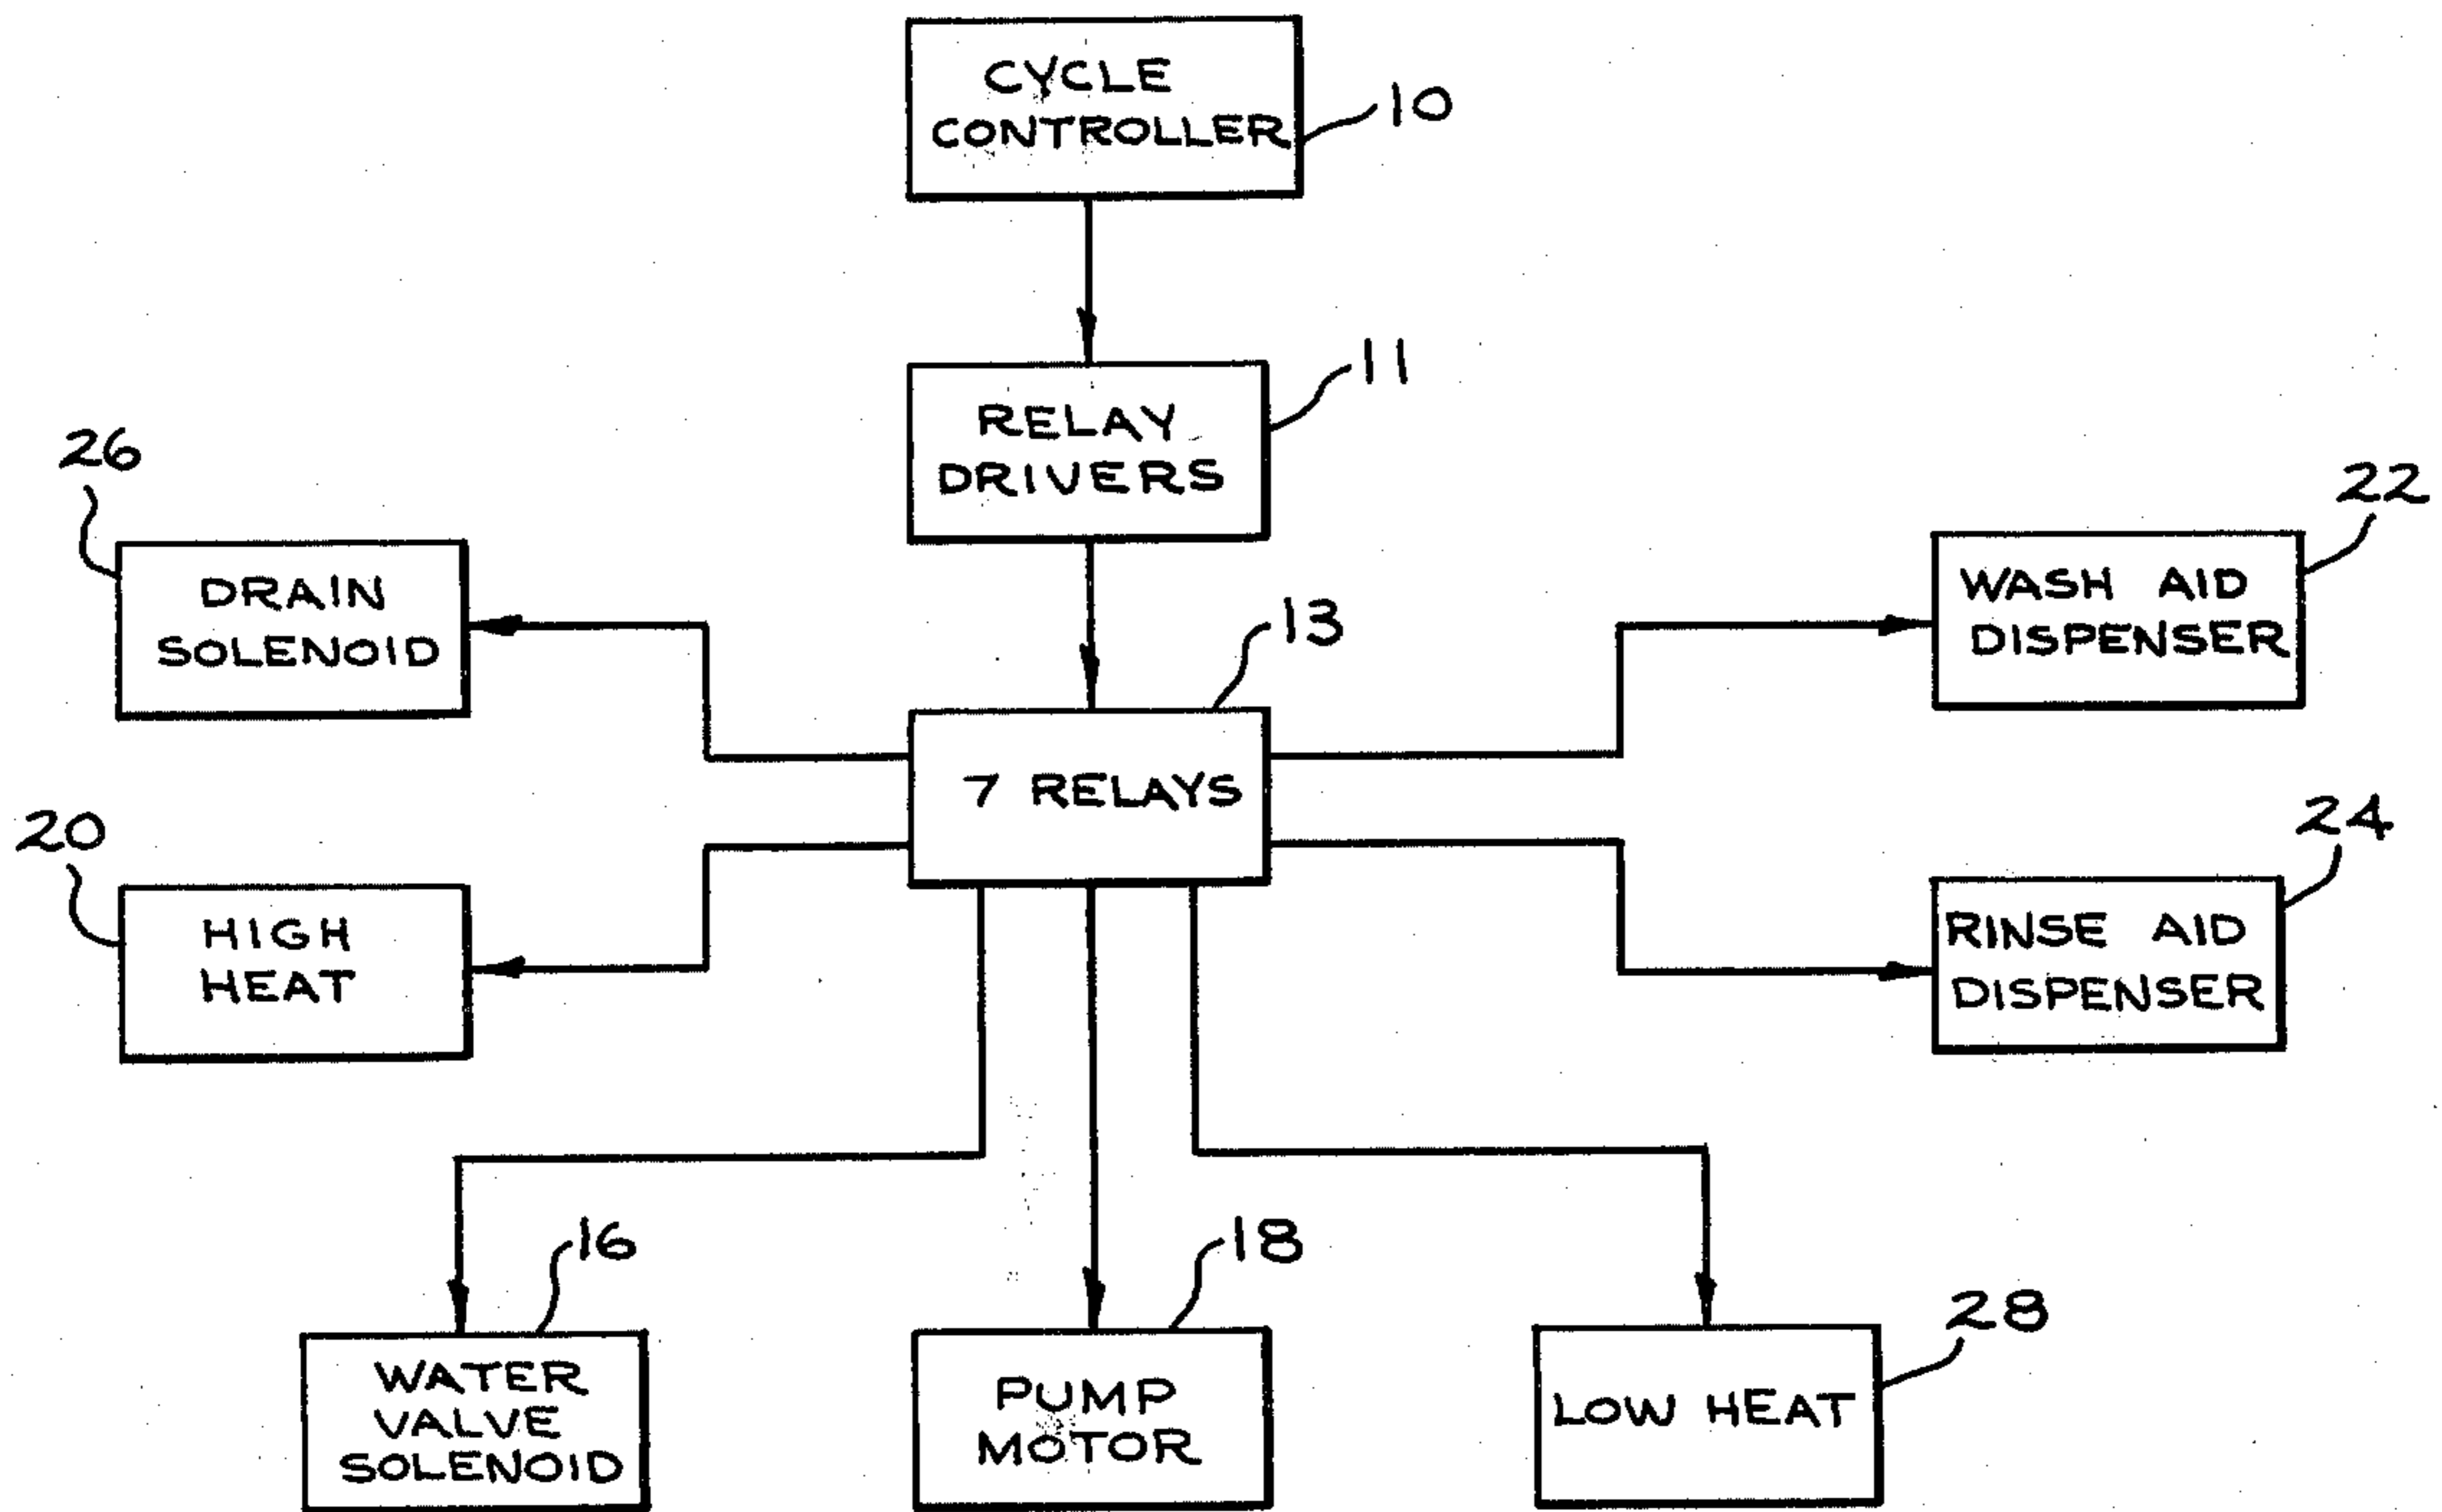 CYCLE
CONTROLLER
10
RELAY
DRIVERS
11
26
DRAIN
SOLENOID
22
WASH AID
DISPENSER
13
7 RELAYS
20
HIGH
HEAT
24
RINSE AID
DISPENSER
16
WATER
VALVE
SOLENOID
18
PUMP
MOTOR
28
LOW HEAT